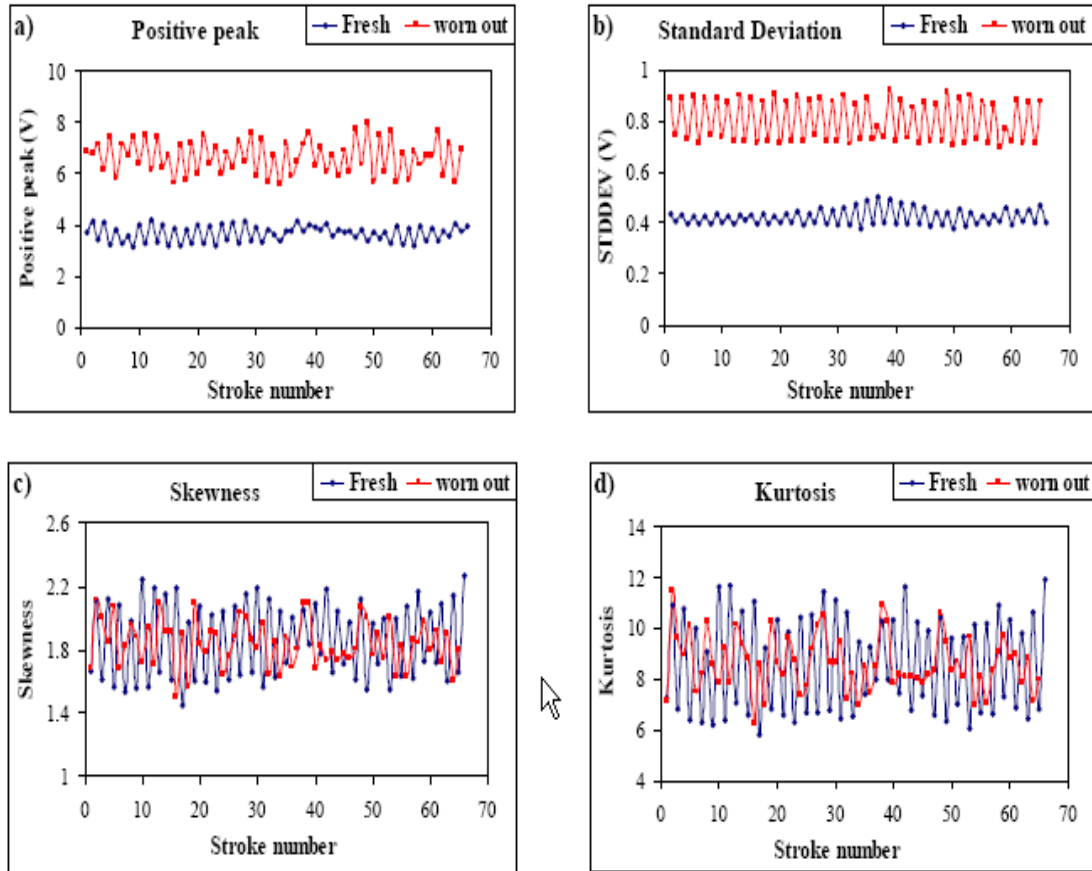 a) Positive peak Fresh worn out
Positive peak (V)
10
8
6
4
2
0
0 10 20 30 40 50 60 70
Stroke number
b) Standard Deviation Fresh worn out
STDDEV (V)
1
0.8
0.6
0.4
0.2
0
0 10 20 30 40 50 60 70
Stroke number
c) Skewness Fresh worn out
Skewness
2.6
2.2
1.8
1.4
1
0 10 20 30 40 50 60 70
Stroke number
d) Kurtosis Fresh worn out
Kurtosis
14
12
10
8
6
4
0 10 20 30 40 50 60 70
Stroke number